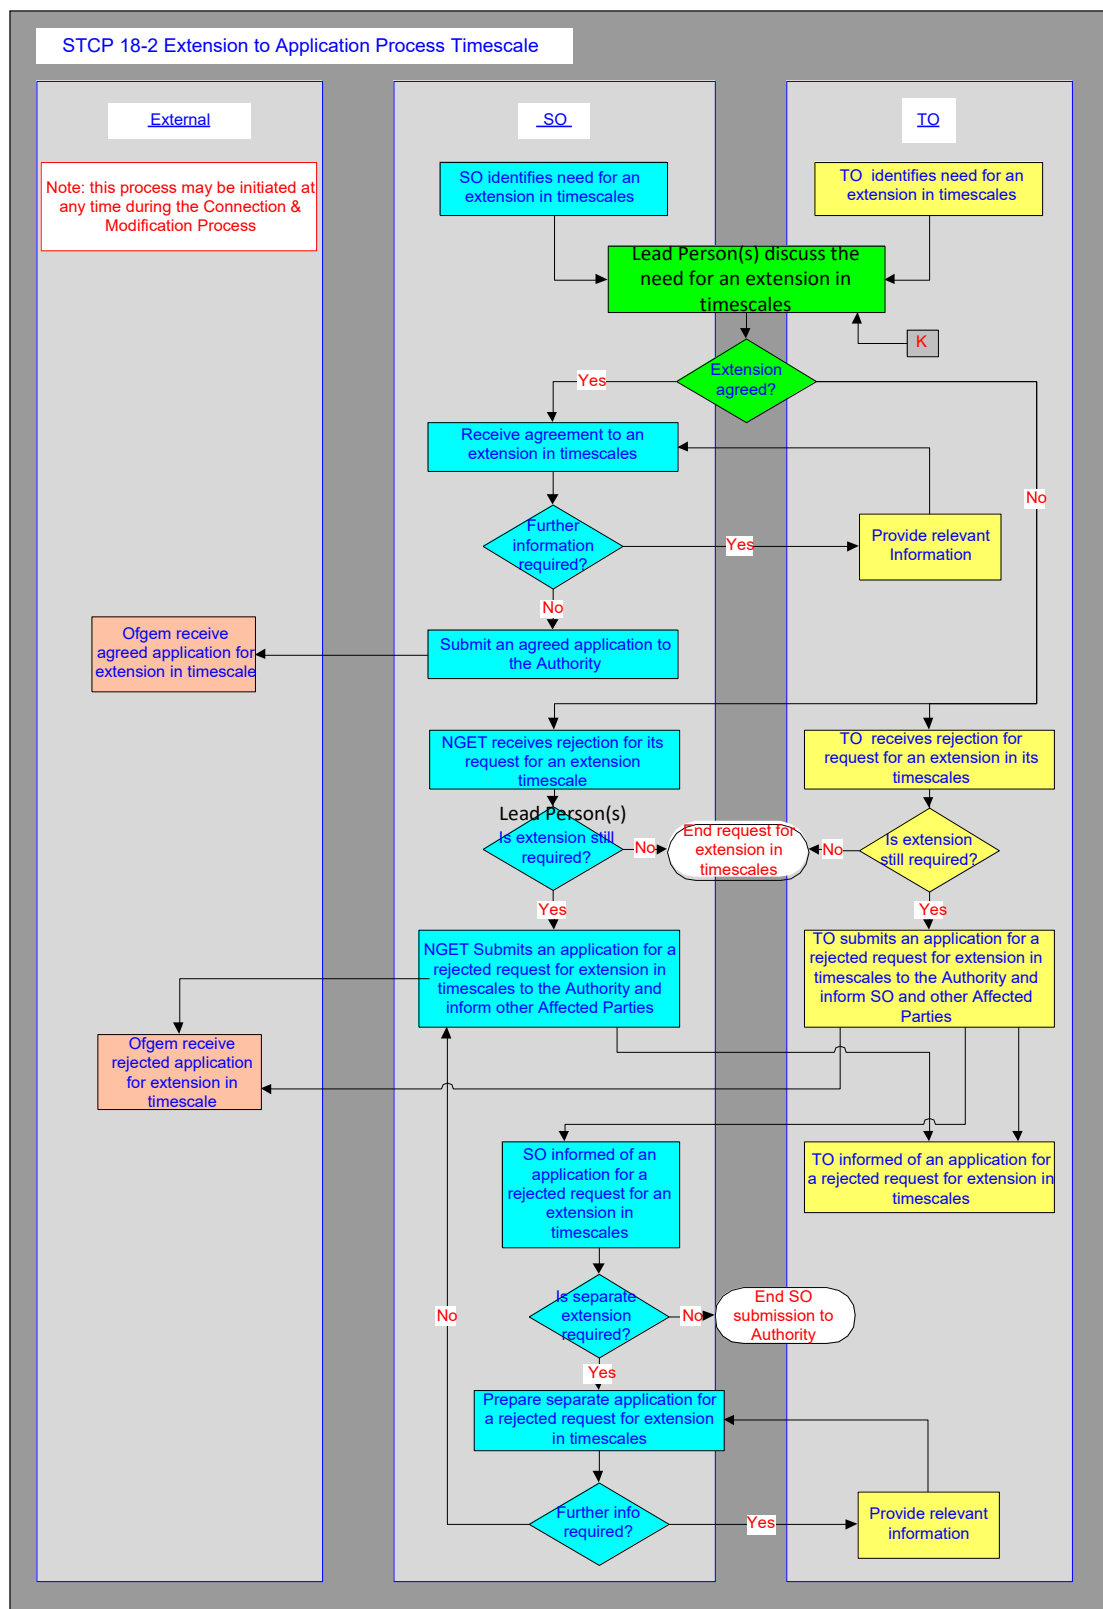 STCP 18-2 Extension to Application Process Timescale
External
SO
TO
Note: this process may be initiated at
any time during the Connection &
Modification Process
SO identifies need for an
extension in timescales
TO identifies need for an
extension in timescales
Lead Person(s) discuss the
need for an extension in
timescales
K
Extension
agreed?
Yes
Receive agreement to an
extension in timescales
No
Further
information
required?
Yes
Provide relevant
Information
No
Ofgem receive
agreed application for
extension in timescale
Submit an agreed application to
the Authority
NGET receives rejection for its
request for an extension
timescale
TO receives rejection for
request for an extension in its
timescales
Lead Person(s)
Is extension still
required?
No
End request for
extension in
timescales
No
Is extension
still required?
Yes
Yes
NGET Submits an application for a
rejected request for extension in
timescales to the Authority and
inform other Affected Parties
TO submits an application for a
rejected request for extension in
timescales to the Authority and
inform SO and other Affected
Parties
Ofgem receive
rejected application
for extension in
timescale
SO informed of an
application for a
rejected request for an
extension in
timescales
TO informed of an application for
a rejected request for extension in
timescales
Is separate
extension
required?
No
No
End SO
submission to
Authority
Yes
Prepare separate application for
a rejected request for extension
in timescales
Further info
required?
Yes
Provide relevant
information